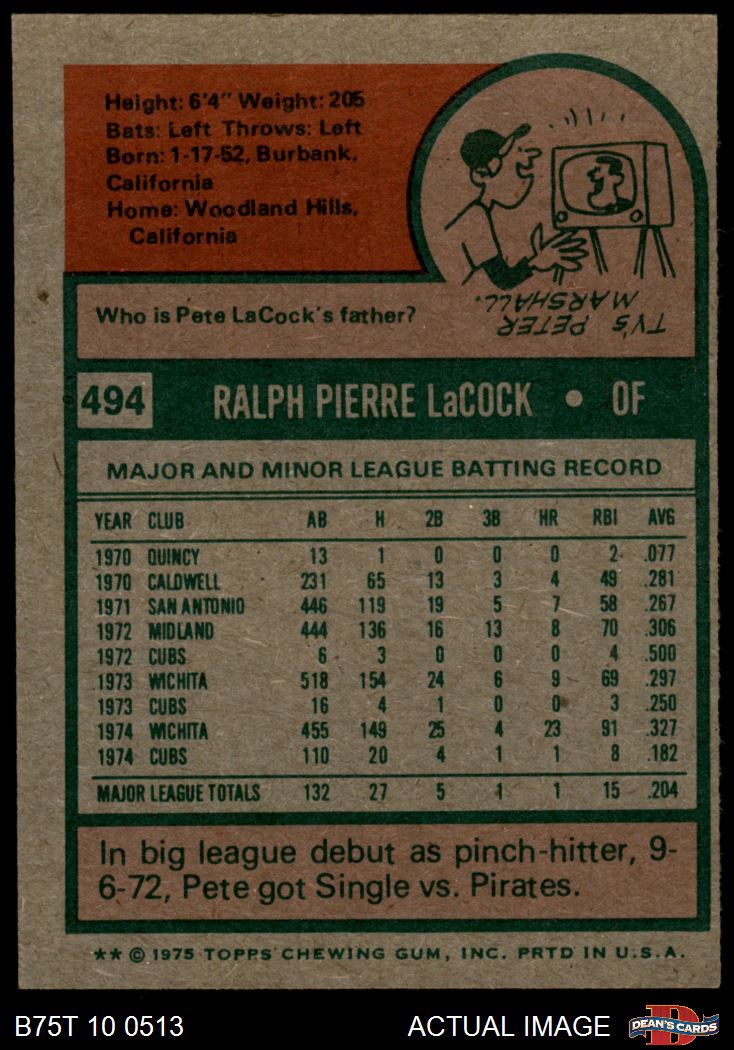 Height: 6'4" Weight: 205
Bats: Left Throws: Left
Born: 1-17-52, Burbank,
California
Home: Woodland Hills,
California
Who is Pete LaCock's father?
TV's PETER
MARSHALL.
494 RALPH PIERRE LaCOCK • OF
MAJOR AND MINOR LEAGUE BATTING RECORD
YEAR CLUB AB H 2B 3B HR RBI AVG
1970 QUINCY 13 1 0 0 0 2 .077
1970 CALDWELL 231 65 13 3 4 49 .281
1971 SAN ANTONIO 446 119 19 5 7 58 .267
1972 MIDLAND 444 136 16 13 8 70 .306
1972 CUBS 6 3 0 0 0 4 .500
1973 WICHITA 518 154 24 6 9 69 .297
1973 CUBS 16 4 1 0 0 3 .250
1974 WICHITA 455 149 25 4 23 91 .327
1974 CUBS 110 20 4 1 1 8 .182
MAJOR LEAGUE TOTALS 132 27 5 1 1 15 .204
In big league debut as pinch-hitter, 9-
6-72, Pete got Single vs. Pirates.
** © 1975 TOPPS CHEWING GUM, INC. PRTD IN U.S.A.
B75T 10 0513 ACTUAL IMAGE D DEAN'S CARDS